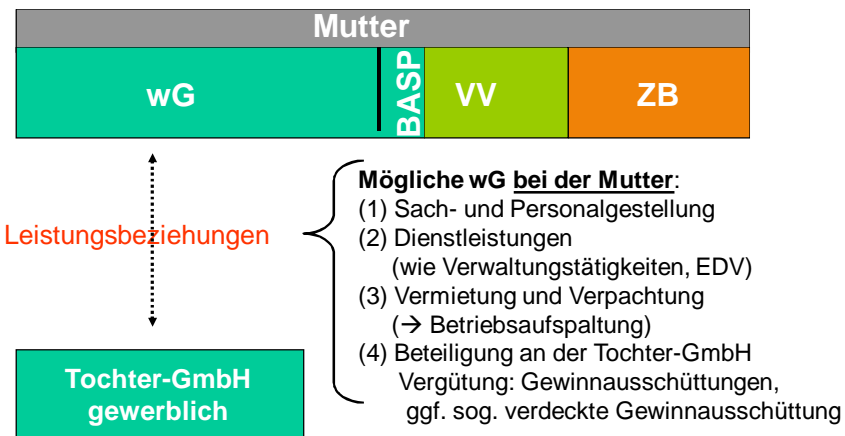 Mutter
wG
BASP
VV
ZB
Mögliche wG bei der Mutter:
(1) Sach- und Personalgestellung
Leistungsbeziehungen
(2) Dienstleistungen
(wie Verwaltungstätigkeiten, EDV)
(3) Vermietung und Verpachtung
(→ Betriebsaufspaltung)
(4) Beteiligung an der Tochter-GmbH
Vergütung: Gewinnausschüttungen,
ggf. sog. verdeckte Gewinnausschüttung
Tochter-GmbH
gewerblich